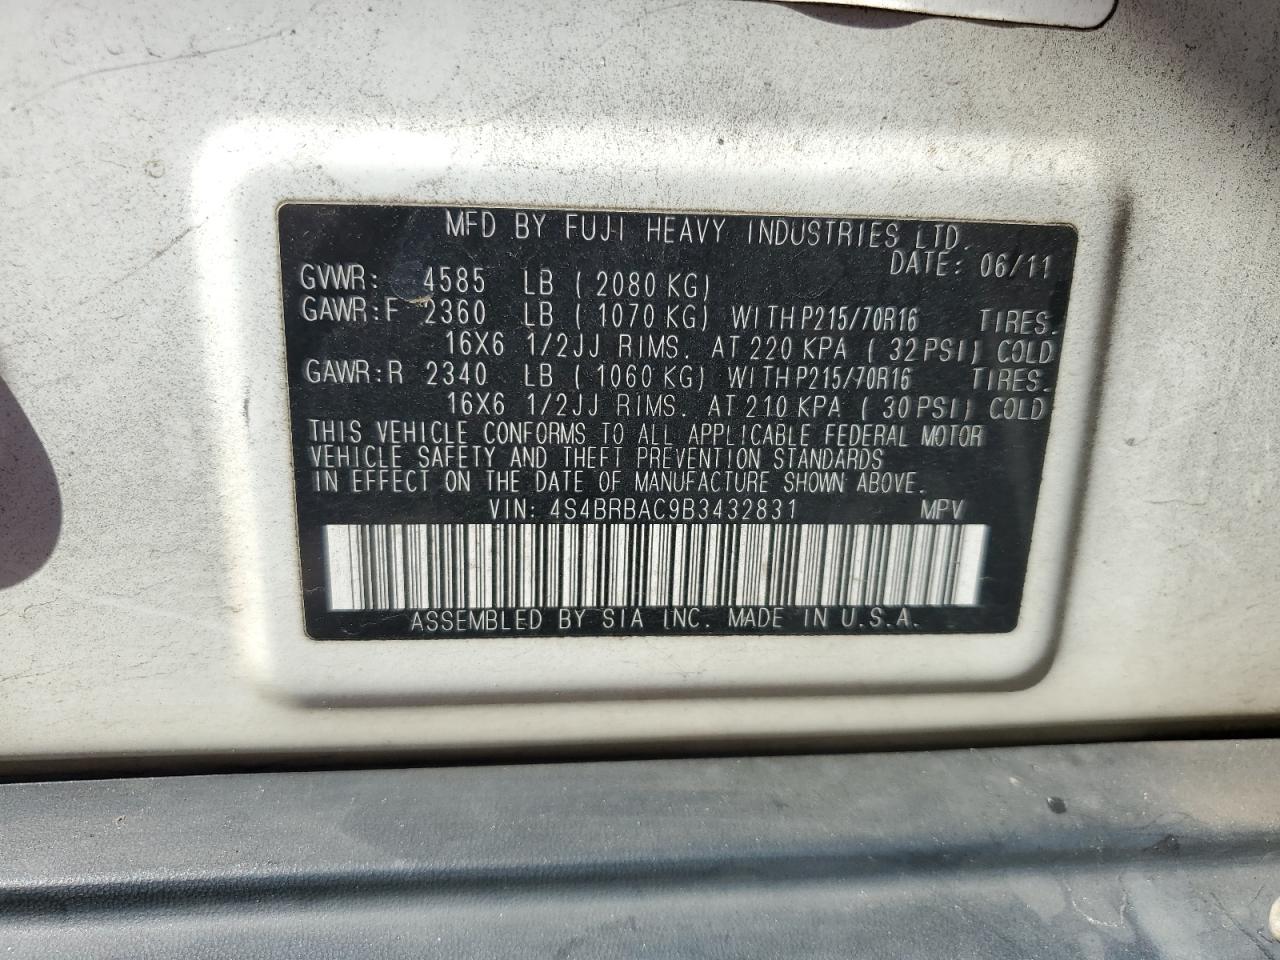 MFD BY FUJI HEAVY INDUSTRIES LTD.
DATE: 06/11
GVWR: 4585 LB ( 2080 KG)
GAWR:F 2360 LB ( 1070 KG) WITH P215/70R16 TIRES.
16X6 1/2JJ RIMS. AT 220 KPA ( 32 PSI) COLD
GAWR:R 2340 LB ( 1060 KG) WITH P215/70R16 TIRES.
16X6 1/2JJ RIMS. AT 210 KPA ( 30 PSI) COLD
THIS VEHICLE CONFORMS TO ALL APPLICABLE FEDERAL MOTOR
VEHICLE SAFETY AND THEFT PREVENTION STANDARDS
IN EFFECT ON THE DATE OF MANUFACTURE SHOWN ABOVE.
VIN: 4S4BRBAC9B3432831 MPV
ASSEMBLED BY SIA INC. MADE IN U.S.A.